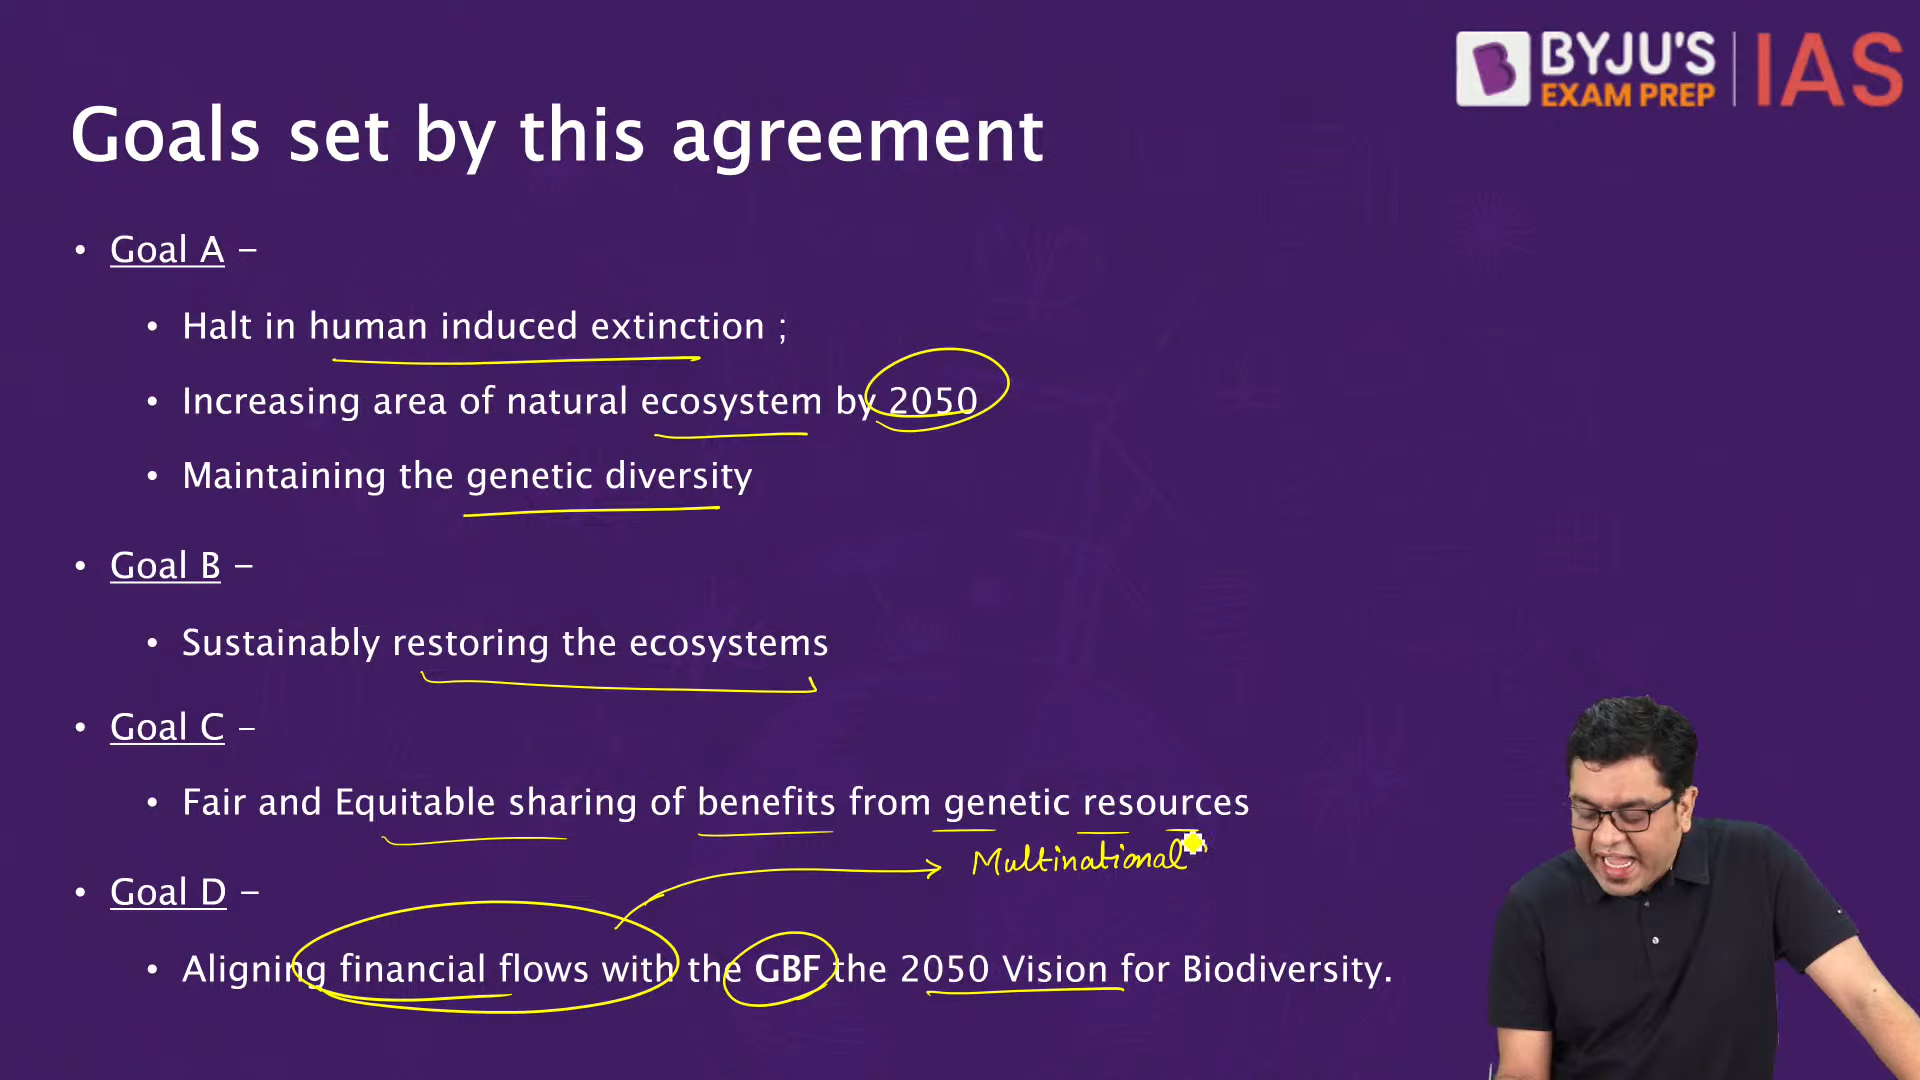 BYJU'S
EXAM PREP
IAS
Goals set by this agreement
• Goal A –
• Halt in human induced extinction ;
• Increasing area of natural ecosystem by 2050
• Maintaining the genetic diversity
• Goal B –
• Sustainably restoring the ecosystems
• Goal C –
• Fair and Equitable sharing of benefits from genetic resources
Multinational
• Goal D –
• Aligning financial flows with the GBF the 2050 Vision for Biodiversity.